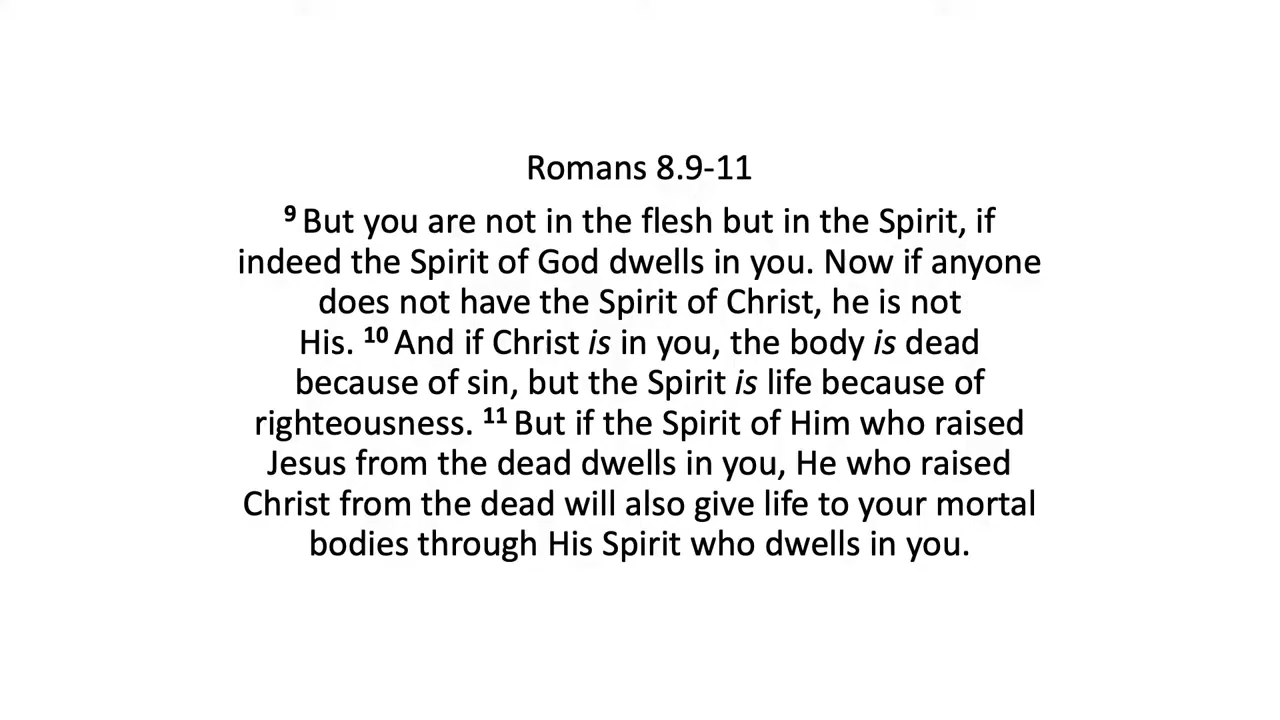 Romans 8.9-11
9 But you are not in the flesh but in the Spirit, if
indeed the Spirit of God dwells in you. Now if anyone
does not have the Spirit of Christ, he is not
His. 10 And if Christ is in you, the body is dead
because of sin, but the Spirit is life because of
righteousness. 11 But if the Spirit of Him who raised
Jesus from the dead dwells in you, He who raised
Christ from the dead will also give life to your mortal
bodies through His Spirit who dwells in you.